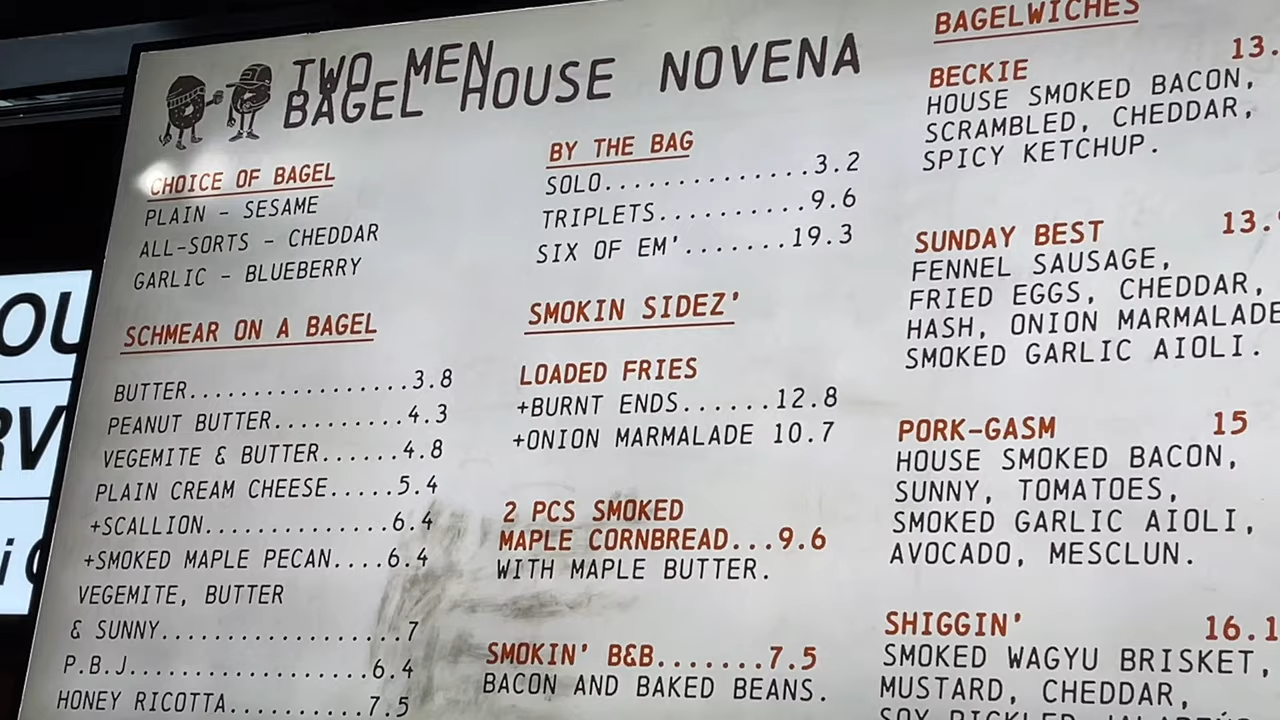 TWO MEN
BAGEL HOUSE NOVENA
CHOICE OF BAGEL
PLAIN - SESAME
ALL-SORTS - CHEDDAR
GARLIC - BLUEBERRY
SCHMEAR ON A BAGEL
BUTTER................3.8
PEANUT BUTTER..........4.3
VEGEMITE & BUTTER......4.8
PLAIN CREAM CHEESE.....5.4
+SCALLION..............6.4
+SMOKED MAPLE PECAN....6.4
VEGEMITE, BUTTER
& SUNNY.................7
P.B.J..................6.4
HONEY RICOTTA..........7.5
BY THE BAG
SOLO..............3.2
TRIPLETS..........9.6
SIX OF EM'.......19.3
SMOKIN SIDEZ'
LOADED FRIES
+BURNT ENDS......12.8
+ONION MARMALADE 10.7
2 PCS SMOKED
MAPLE CORNBREAD...9.6
WITH MAPLE BUTTER.
SMOKIN' B&B.......7.5
BACON AND BAKED BEANS.
BAGELWICHES
BECKIE 13.
HOUSE SMOKED BACON,
SCRAMBLED, CHEDDAR,
SPICY KETCHUP.
SUNDAY BEST 13.
FENNEL SAUSAGE,
FRIED EGGS, CHEDDAR,
HASH, ONION MARMALADE
SMOKED GARLIC AIOLI.
PORK-GASM 15
HOUSE SMOKED BACON,
SUNNY, TOMATOES,
SMOKED GARLIC AIOLI,
AVOCADO, MESCLUN.
SHIGGIN' 16.1
SMOKED WAGYU BRISKET,
MUSTARD, CHEDDAR,
OU
RV